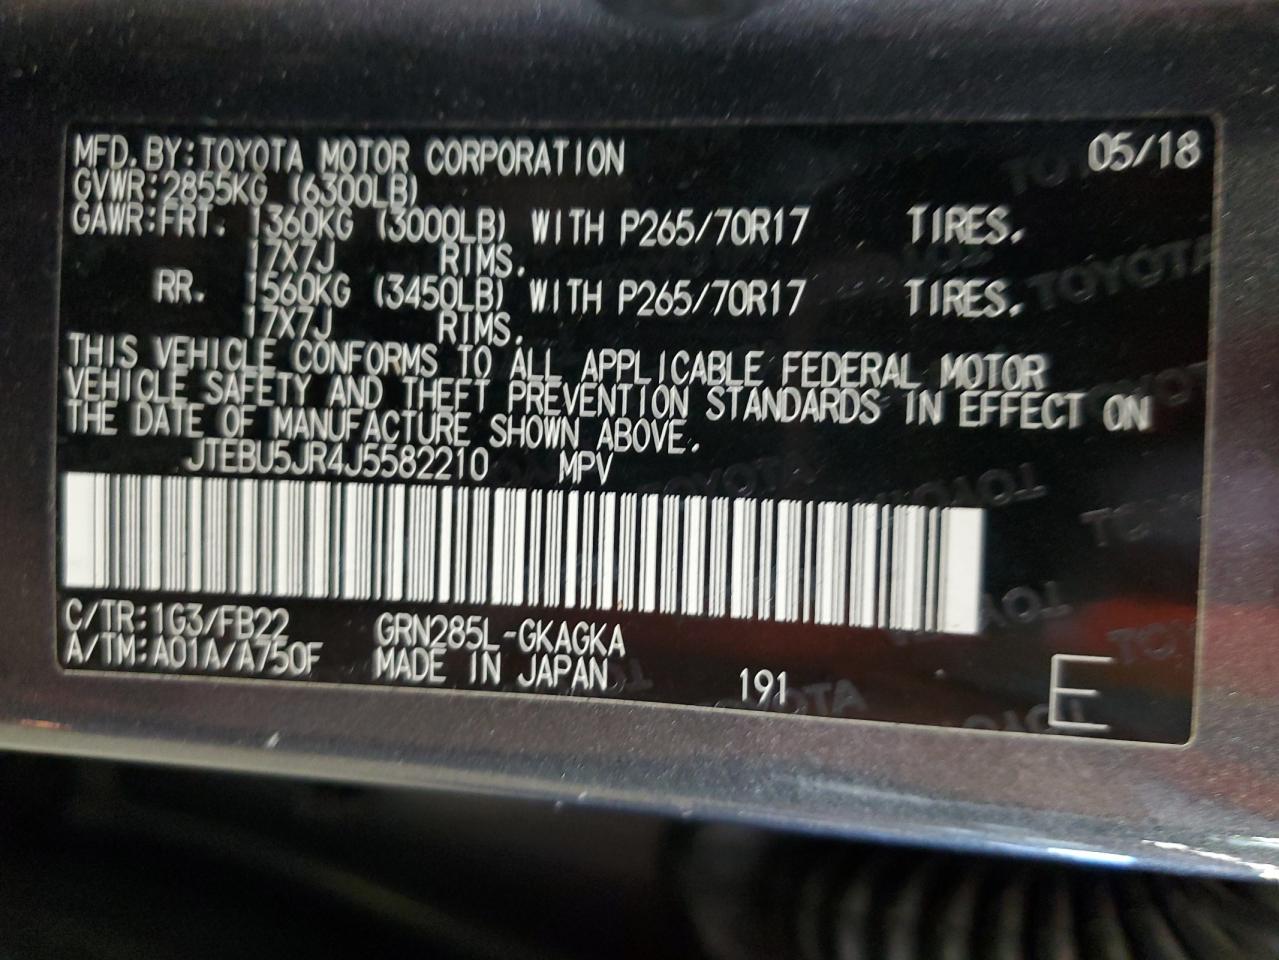 MFD.BY:TOYOTA MOTOR CORPORATION 05/18
GVWR:2855KG (6300LB)
GAWR:FRT. 1360KG (3000LB) WITH P265/70R17 TIRES.
17X7J RIMS.
RR. 1560KG (3450LB) WITH P265/70R17 TIRES.
17X7J RIMS.
THIS VEHICLE CONFORMS TO ALL APPLICABLE FEDERAL MOTOR
VEHICLE SAFETY AND THEFT PREVENTION STANDARDS IN EFFECT ON
THE DATE OF MANUFACTURE SHOWN ABOVE.
JTEBU5JR4J5582210 MPV
C/TR:1G3/FB22 GRN285L-GKAGKA
A/TM:A01A/A750F MADE IN JAPAN 191 E